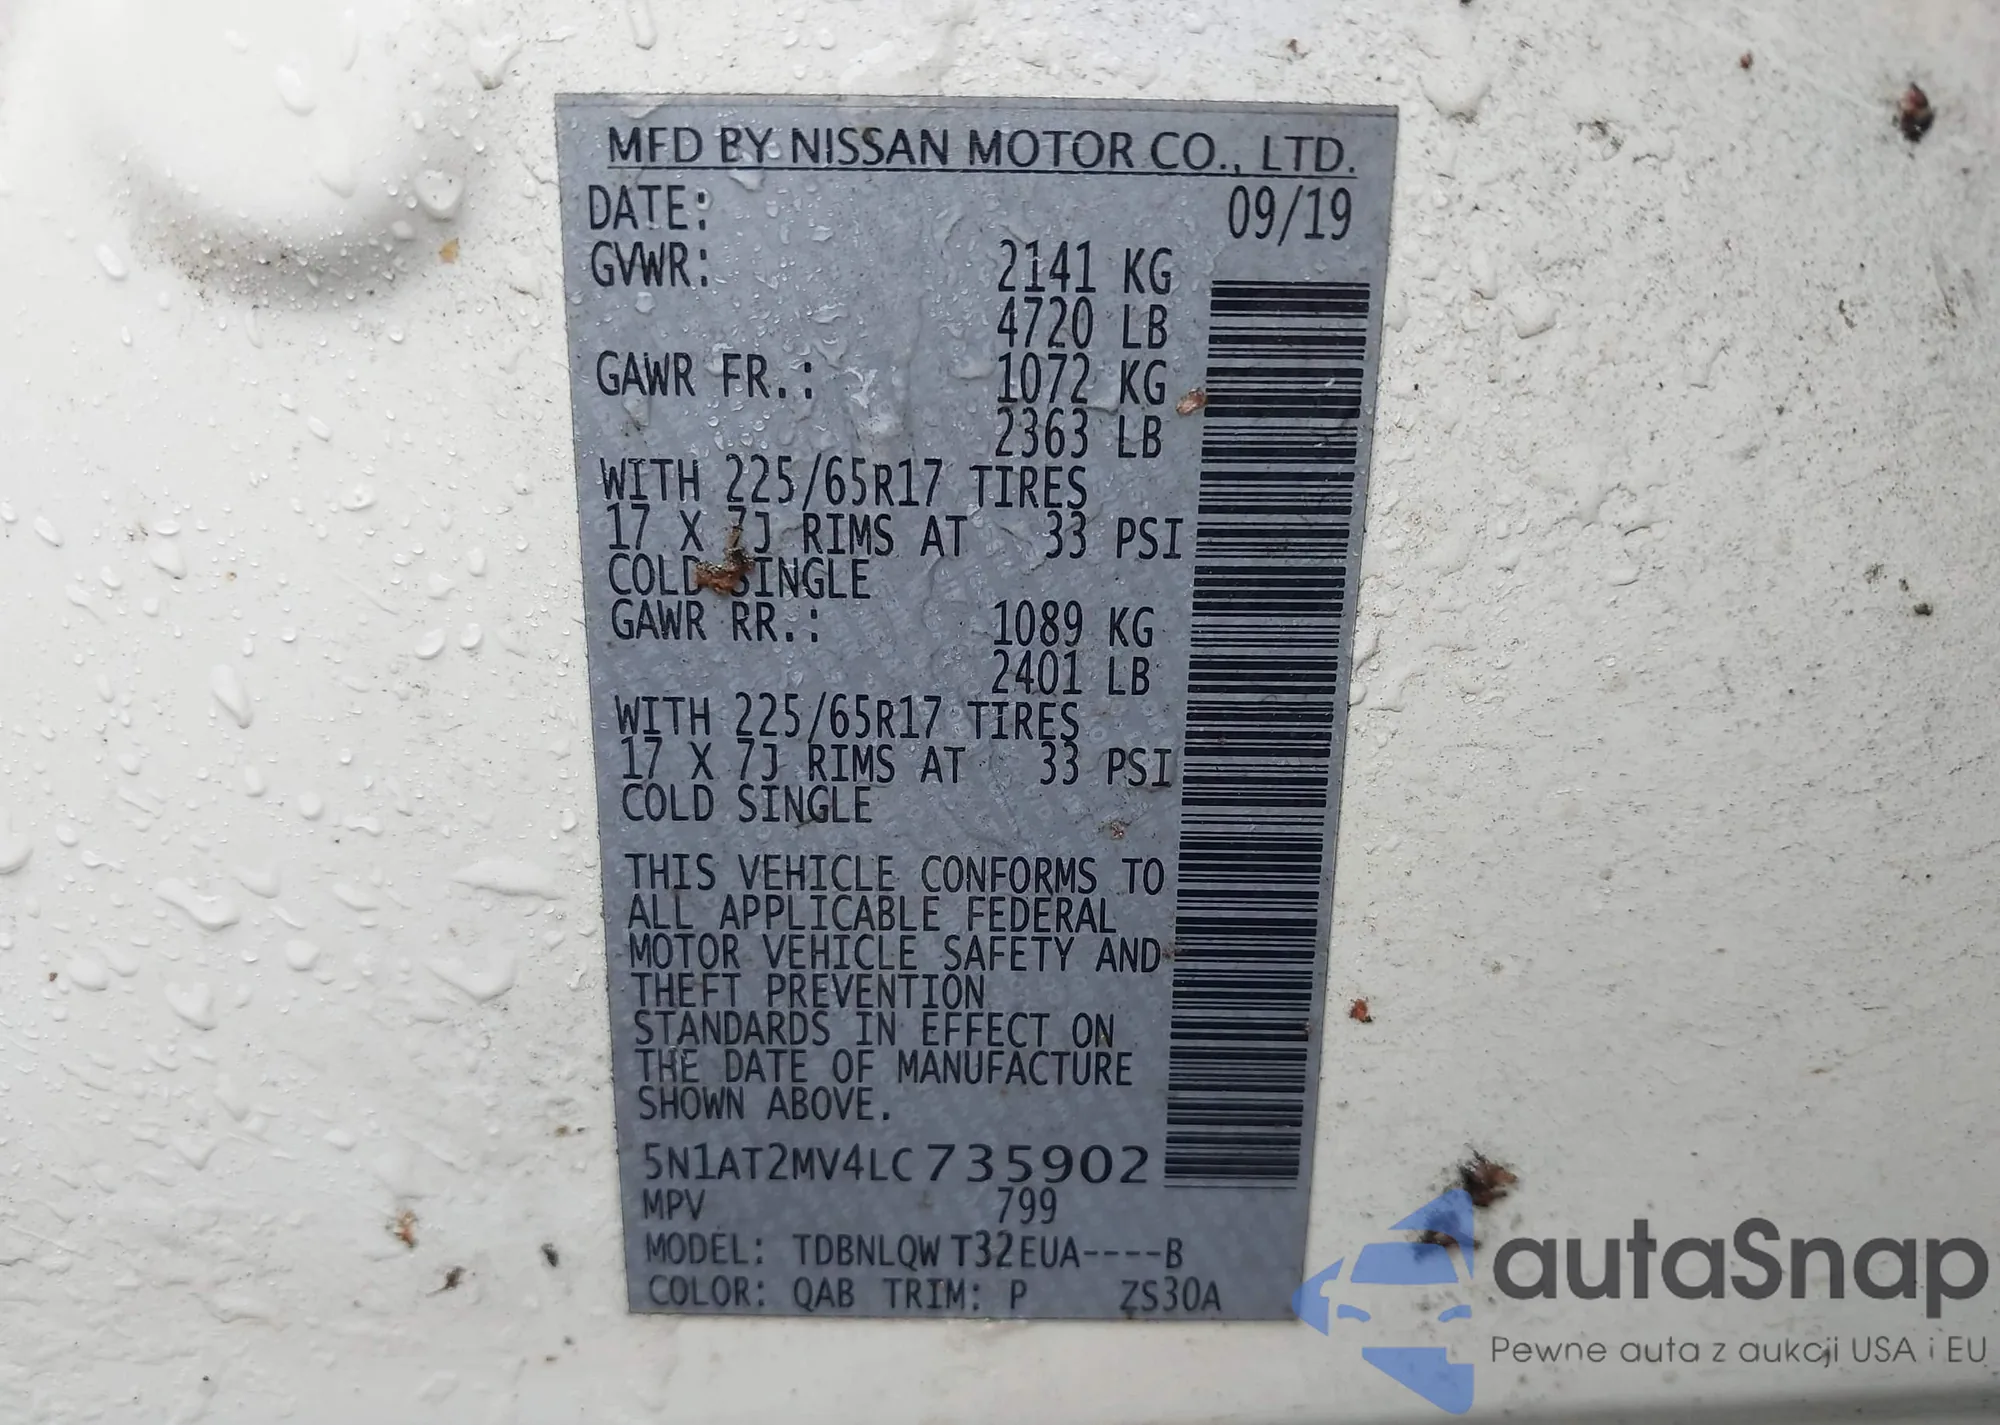 MFD BY NISSAN MOTOR CO., LTD.
DATE: 09/19
GVWR: 2141 KG
4720 LB
GAWR FR.: 1072 KG
2363 LB
WITH 225/65R17 TIRES
17 X 7J RIMS AT 33 PSI
COLD SINGLE
GAWR RR.: 1089 KG
2401 LB
WITH 225/65R17 TIRES
17 X 7J RIMS AT 33 PSI
COLD SINGLE
THIS VEHICLE CONFORMS TO
ALL APPLICABLE FEDERAL
MOTOR VEHICLE SAFETY AND
THEFT PREVENTION
STANDARDS IN EFFECT ON
THE DATE OF MANUFACTURE
SHOWN ABOVE.
5N1AT2MV4LC735902
MPV 799
MODEL: TDBNLQWT32EUA----B
COLOR: QAB TRIM: P ZS30A
autaSnap
Pewne auta z aukcji USA i EU